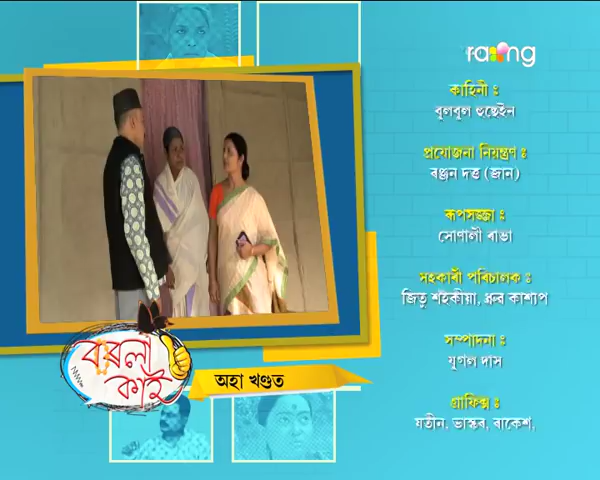 rang
কাহিনী :
বুলবুল হুছেইন
প্ৰযোজনা নিয়ন্ত্ৰণ :
ৰঞ্জন দত্ত (জান)
ৰূপসজ্জা :
সোণালী ৰাভা
সহকাৰী পৰিচালক :
জিতু শইকীয়া, ধ্ৰুৱ কাশ্যপ
সম্পাদনা :
যুগল দাস
গ্ৰাফিক্স :
যতীন, ভাস্কৰ, ৰাকেশ,
বৰলা
কাই
অহা খণ্ডত